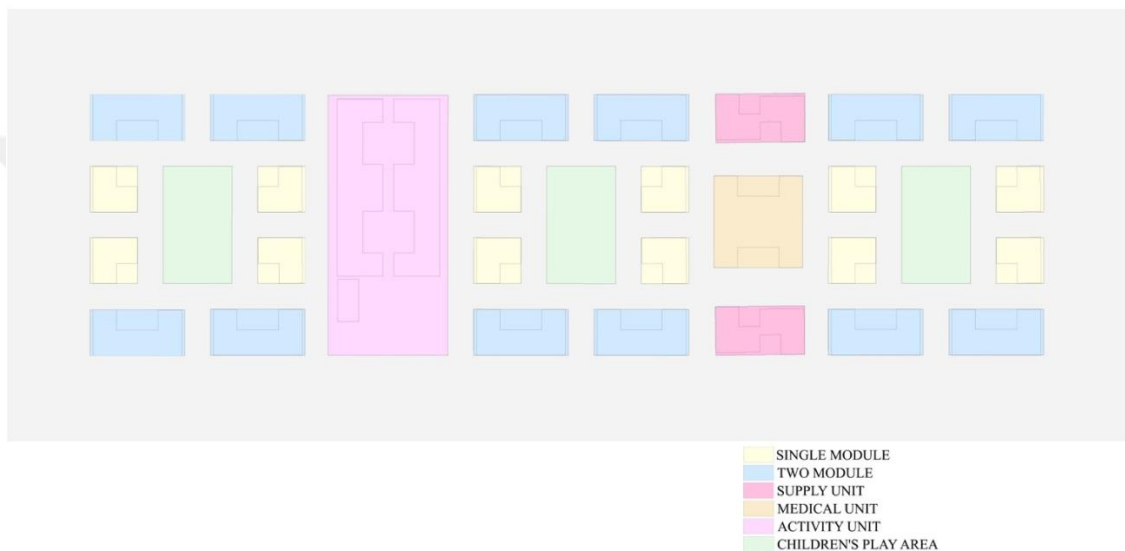 SINGLE MODULE
TWO MODULE
SUPPLY UNIT
MEDICAL UNIT
ACTIVITY UNIT
CHILDREN'S PLAY AREA